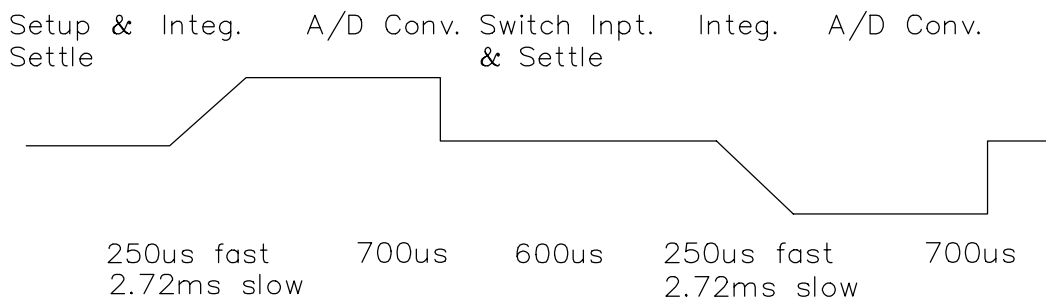 Setup & Integ. A/D Conv. Switch Inpt. Integ. A/D Conv.
Settle & Settle
250us fast 700us 600us 250us fast 700us
2.72ms slow 2.72ms slow